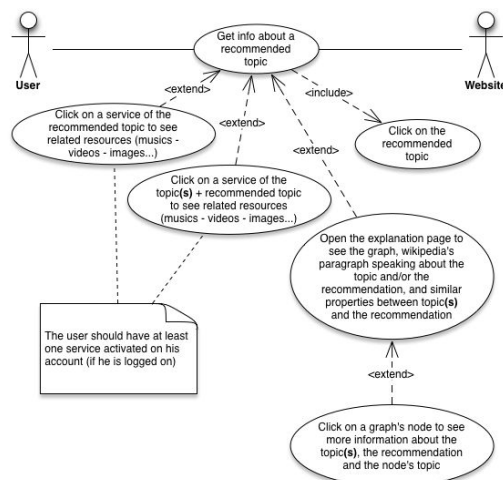 Get info about a
recommended
topic
User
Website
<extend>
<include>
Click on a service of the
recommended topic to see
related resources (musics -
videos - images...)
<extend>
Click on the
recommended
topic
<extend>
Click on a service of the
topic(s) + recommended topic
to see related resources
(musics - videos - images...)
Open the explanation page to
see the graph, wikipedia's
paragraph speaking about the
topic and/or the
recommendation, and similar
properties between topic(s)
and the recommendation
The user should have at least
one service activated on his
account (if he is logged on)
<extend>
Click on a graph's node to see
more information about the
topic(s), the recommendation
and the node's topic